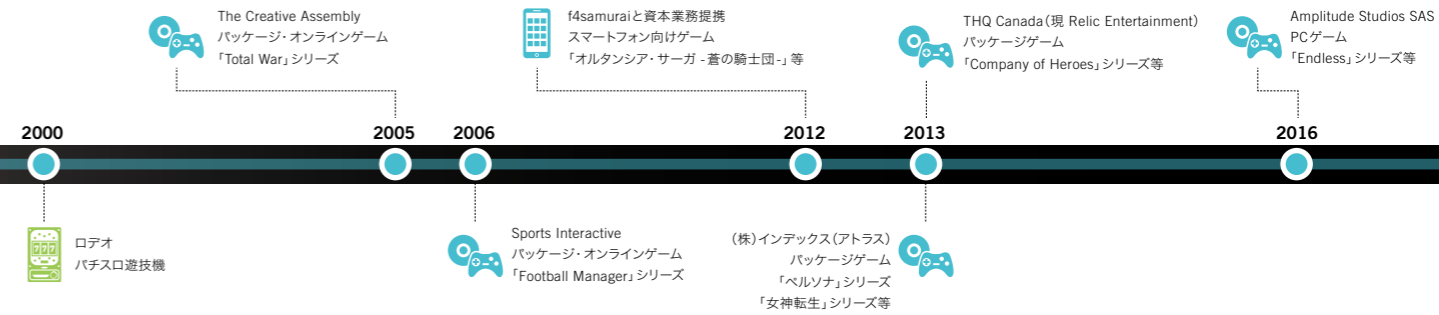 The Creative Assembly
パッケージ・オンラインゲーム
「Total War」シリーズ
f4samuraiと資本業務提携
スマートフォン向けゲーム
「オルタンシア・サーガ -蒼の騎士団-」等
THQ Canada（現 Relic Entertainment）
パッケージゲーム
「Company of Heroes」シリーズ等
Amplitude Studios SAS
PCゲーム
「Endless」シリーズ等
2000
2005
2006
2012
2013
2016
777
ロデオ
パチスロ遊技機
Sports Interactive
パッケージ・オンラインゲーム
「Football Manager」シリーズ
（株）インデックス（アトラス）
パッケージゲーム
「ペルソナ」シリーズ
「女神転生」シリーズ等